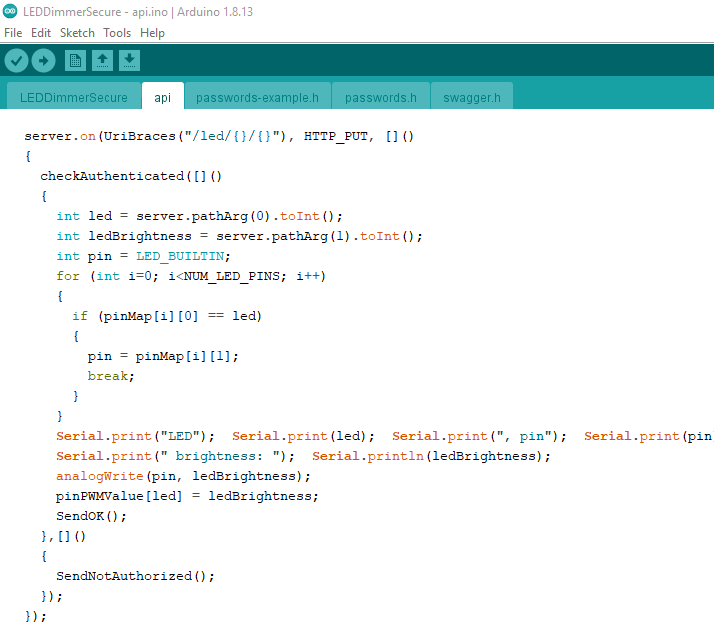 LEDDimmerSecure - api.ino | Arduino 1.8.13
File Edit Sketch Tools Help
LEDDimmerSecure api passwords-example.h passwords.h swagger.h
server.on(UriBraces("/led/{}/{}"), HTTP_PUT, []()
{
checkAuthenticated([]()
{
int led = server.pathArg(0).toInt();
int ledBrightness = server.pathArg(1).toInt();
int pin = LED_BUILTIN;
for (int i=0; i<NUM_LED_PINS; i++)
{
if (pinMap[i][0] == led)
{
pin = pinMap[i][1];
break;
}
}
Serial.print("LED"); Serial.print(led); Serial.print(", pin"); Serial.print(pin
Serial.print(" brightness: "); Serial.println(ledBrightness);
analogWrite(pin, ledBrightness);
pinPWMValue[led] = ledBrightness;
SendOK();
},[]()
{
SendNotAuthorized();
});
});